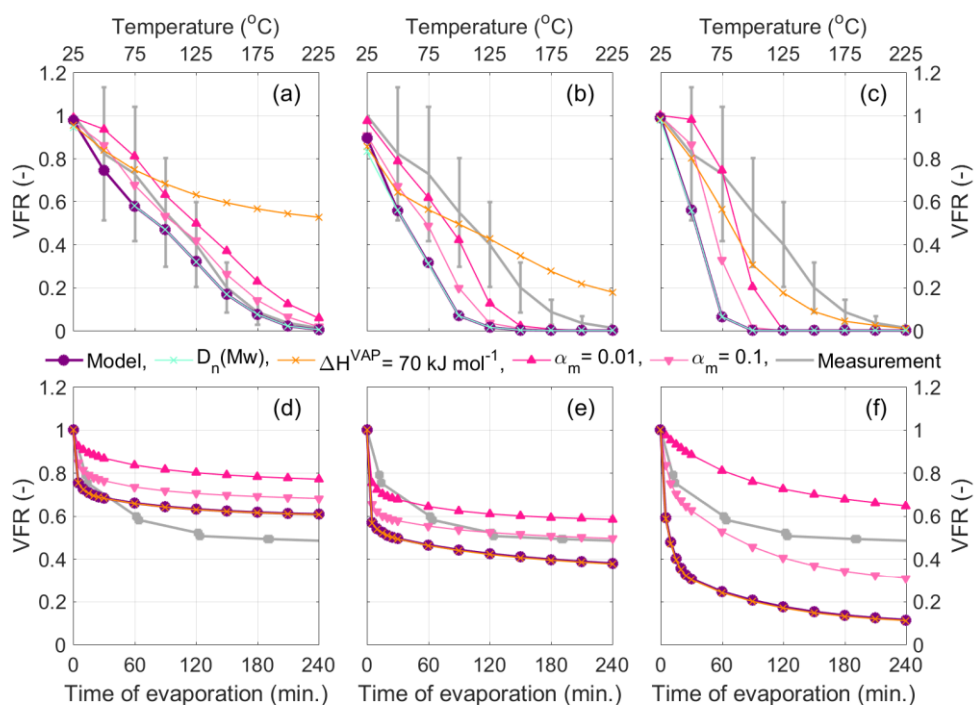 Temperature (°C) Temperature (°C) Temperature (°C)
25 75 125 175 225 25 75 125 175 225 25 75 125 175 225
1.2 1.2
(a) (b) (c)
1 1
0.8 0.8
0.6 0.6
0.4 0.4
0.2 0.2
0 0
VFR (-) VFR (-)
Model, D_n(Mw), ΔH^VAP = 70 kJ mol^-1, α_m = 0.01, α_m = 0.1, Measurement
1.2 1.2
(d) (e) (f)
1 1
0.8 0.8
0.6 0.6
0.4 0.4
0.2 0.2
0 0
VFR (-) VFR (-)
0 60 120 180 240 0 60 120 180 240 0 60 120 180 240
Time of evaporation (min.) Time of evaporation (min.) Time of evaporation (min.)